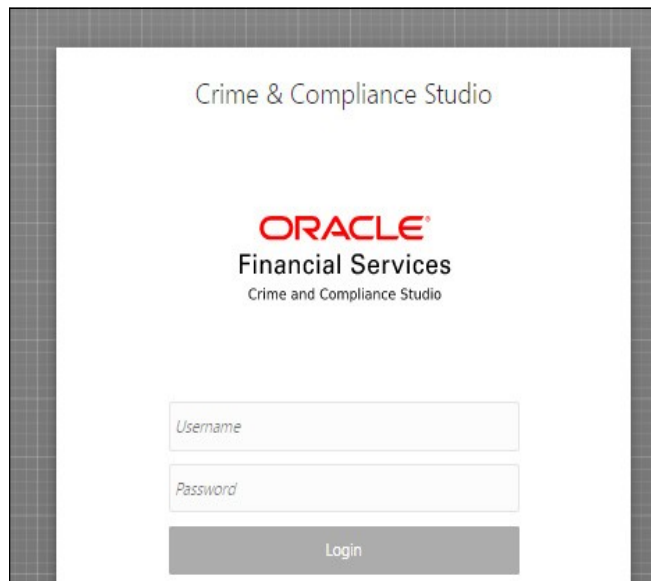 Crime & Compliance Studio
ORACLE®
Financial Services
Crime and Compliance Studio
Username
Password
Login